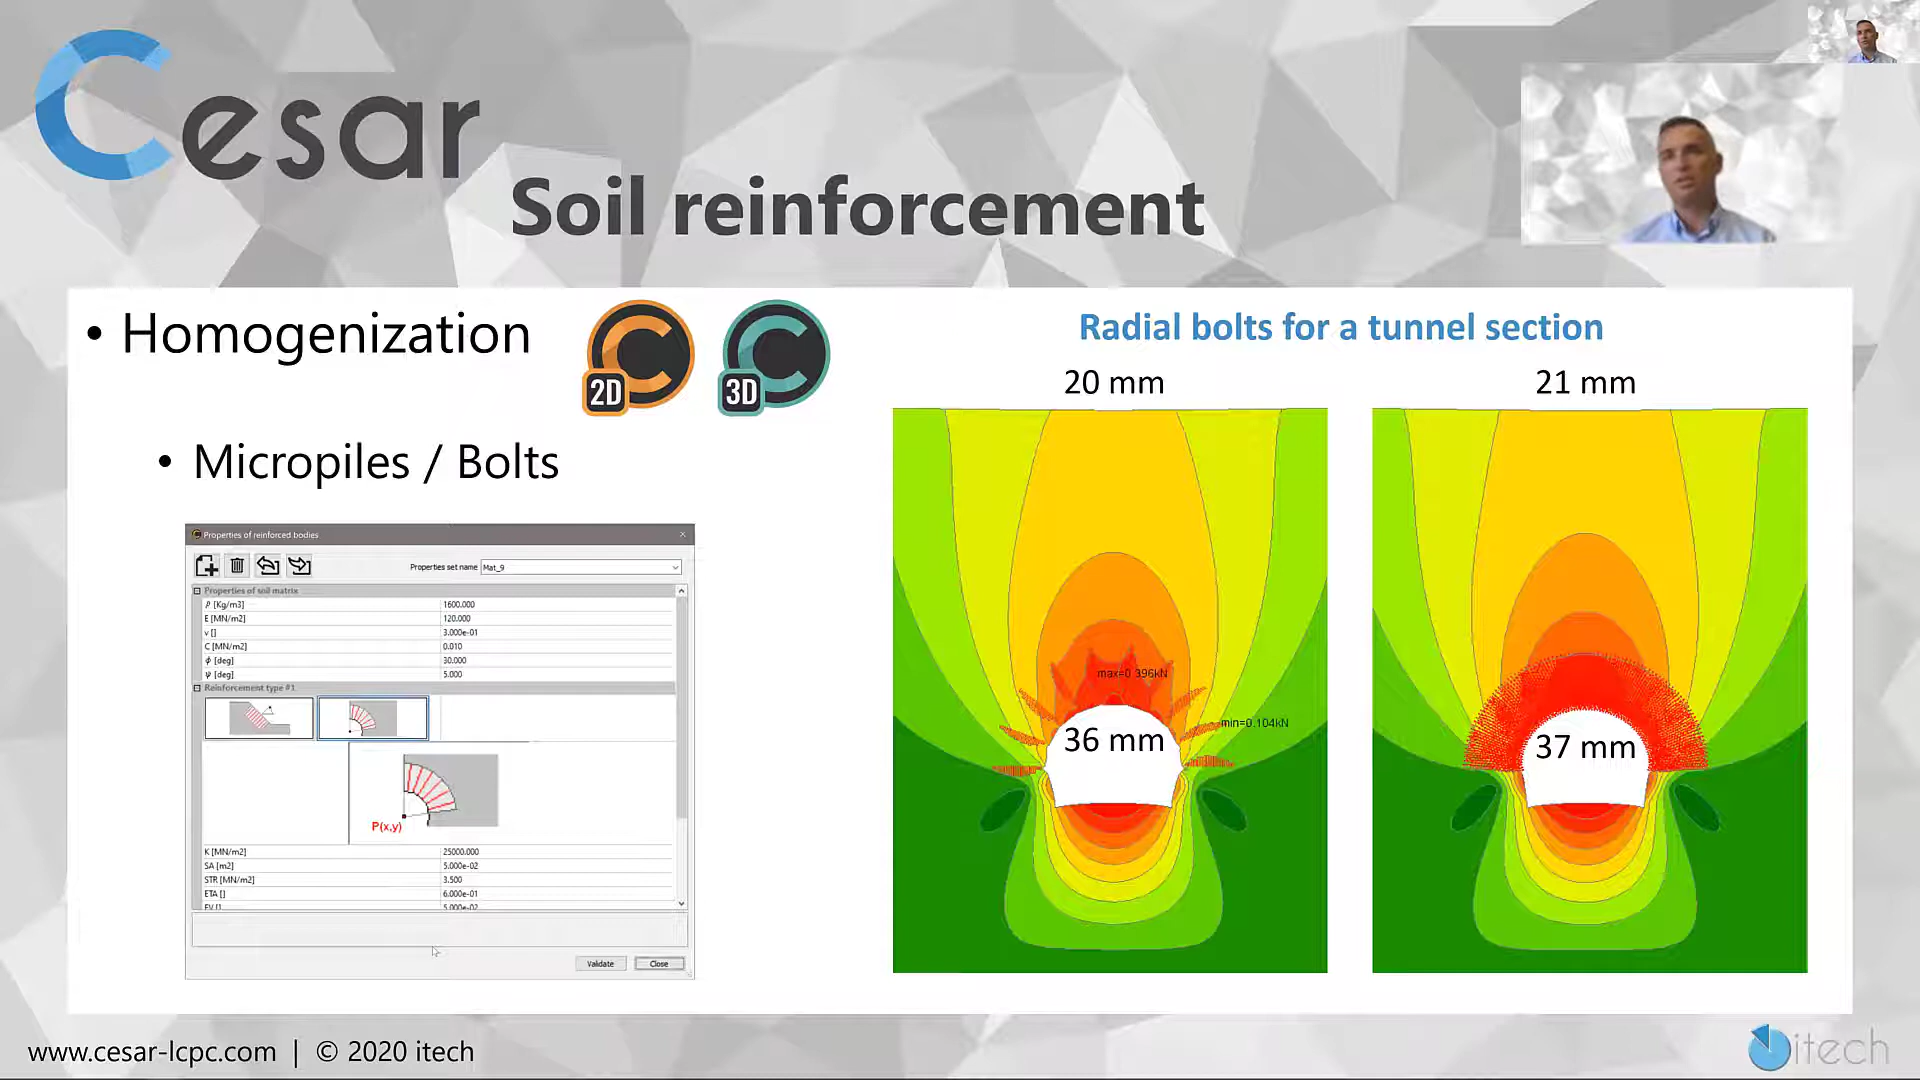 Cesar
Soil reinforcement
• Homogenization
2D
3D
• Micropiles / Bolts
Radial bolts for a tunnel section
20 mm
21 mm
max=0.396kN
min=0.104kN
36 mm
37 mm
Properties of reinforced bodies
Properties set name Mat_9
Properties of soil matrix
ρ [Kg/m3] 1600.000
E [MN/m2] 120.000
ν [] 3.000e-01
C [MN/m2] 0.010
ϕ [deg] 30.000
ψ [deg] 5.000
Reinforcement type #1
P(x,y)
K [MN/m2] 25000.000
SA [m2] 5.000e-02
STR [MN/m2] 3.500
ETA [] 6.000e-01
5.000e-02
Validate Close
www.cesar-lcpc.com | © 2020 itech
itech